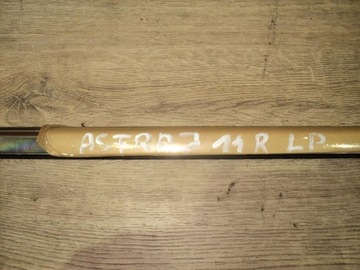 ASTRA J 11 R LP